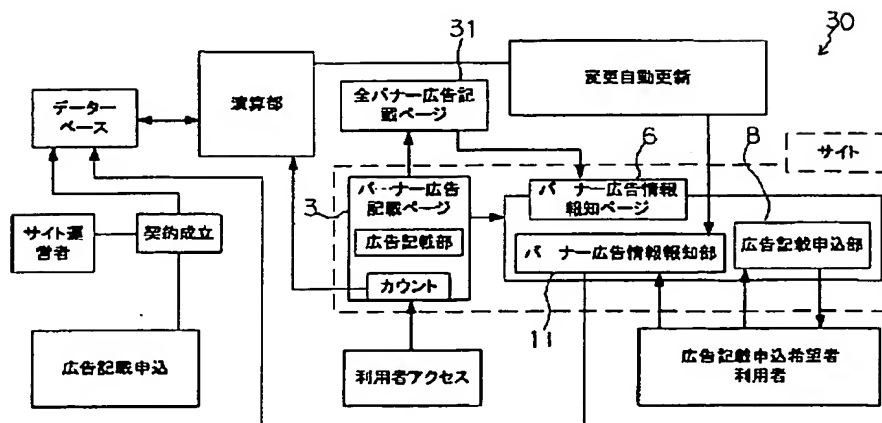 30
31
変更自動更新
演算部
データー
ベース
全バナー広告記
載ページ
サイト
6
8
3
バーナー広告
記載ページ
バ ナー広告情報
報知ページ
サイト運
営者
契約成立
広告記載部
バ ナー広告情報報知部
広告記載申込部
カウント
11
広告記載申込
利用者アクセス
広告記載申込希望者
利用者